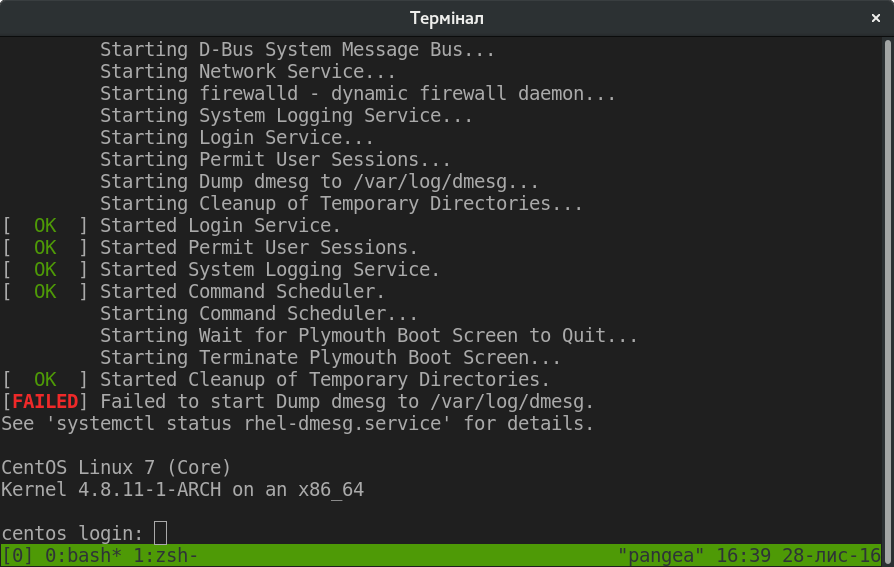 Термінал
Starting D-Bus System Message Bus...
Starting Network Service...
Starting firewalld - dynamic firewall daemon...
Starting System Logging Service...
Starting Login Service...
Starting Permit User Sessions...
Starting Dump dmesg to /var/log/dmesg...
Starting Cleanup of Temporary Directories...
[  OK  ] Started Login Service.
[  OK  ] Started Permit User Sessions.
[  OK  ] Started System Logging Service.
[  OK  ] Started Command Scheduler.
Starting Command Scheduler...
Starting Wait for Plymouth Boot Screen to Quit...
Starting Terminate Plymouth Boot Screen...
[  OK  ] Started Cleanup of Temporary Directories.
[FAILED] Failed to start Dump dmesg to /var/log/dmesg.
See 'systemctl status rhel-dmesg.service' for details.
CentOS Linux 7 (Core)
Kernel 4.8.11-1-ARCH on an x86_64
centos login:
[0] 0:bash* 1:zsh- "pangea" 16:39 28-лис-16